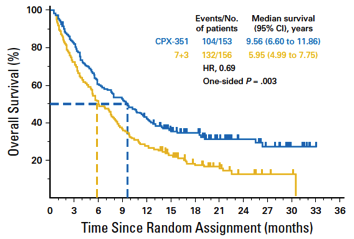 Events/No. Median survival
of patients (95% CI), years
CPX-351 104/153 9.56 (6.60 to 11.86)
7+3 132/156 5.95 (4.99 to 7.75)
HR, 0.69
One-sided P = .003
Overall Survival (%)
100
80
60
40
20
0 3 6 9 12 15 18 21 24 27 30 33 36
Time Since Random Assignment (months)